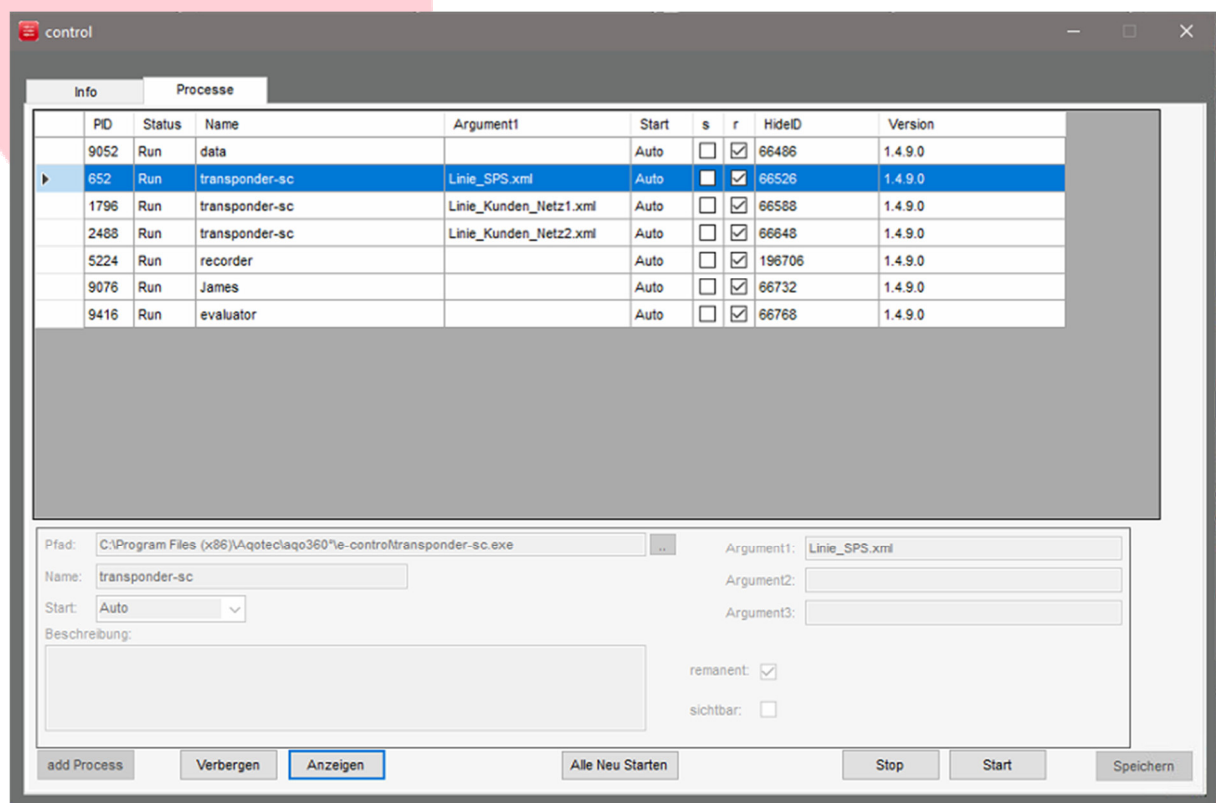 control
Info Processe
PID Status Name Argument1 Start s r HideID Version
9052 Run data Auto 66486 1.4.9.0
652 Run transponder-sc Linie_SPS.xml Auto 66526 1.4.9.0
1796 Run transponder-sc Linie_Kunden_Netz1.xml Auto 66588 1.4.9.0
2488 Run transponder-sc Linie_Kunden_Netz2.xml Auto 66648 1.4.9.0
5224 Run recorder Auto 196706 1.4.9.0
9076 Run James Auto 66732 1.4.9.0
9416 Run evaluator Auto 66768 1.4.9.0
Pfad: C:\Program Files (x86)\Aqotec\aqo360°\e-control\transponder-sc.exe .. Argument1: Linie_SPS.xml
Name: transponder-sc Argument2:
Start: Auto Argument3:
Beschreibung:
remanent:
sichtbar:
add Process Verbergen Anzeigen Alle Neu Starten Stop Start Speichern